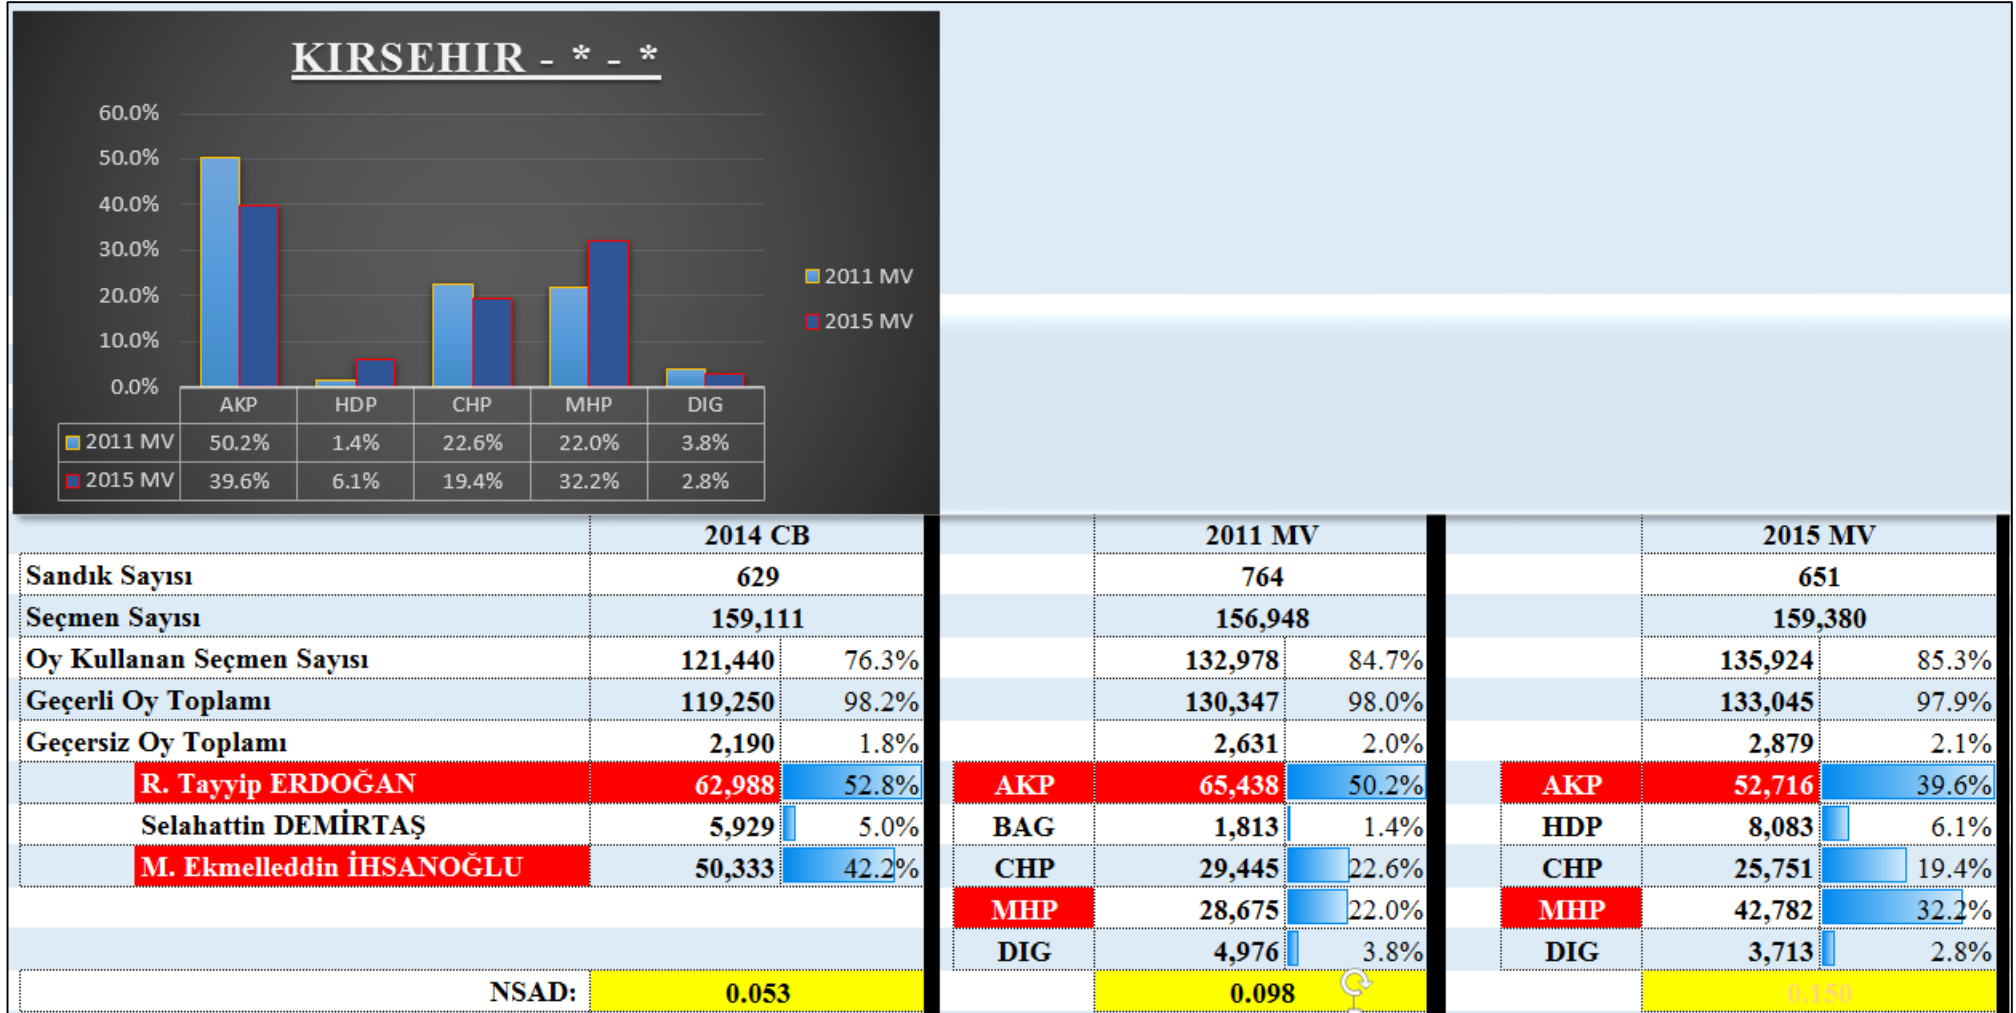 KIRSEHIR - * - *
60.0%
50.0%
40.0%
30.0%
20.0%
10.0%
0.0%
2011 MV
2015 MV
AKP HDP CHP MHP DIG
2011 MV 50.2% 1.4% 22.6% 22.0% 3.8%
2015 MV 39.6% 6.1% 19.4% 32.2% 2.8%
2014 CB 2011 MV 2015 MV
Sandık Sayısı 629 764 651
Seçmen Sayısı 159,111 156,948 159,380
Oy Kullanan Seçmen Sayısı 121,440 76.3% 132,978 84.7% 135,924 85.3%
Geçerli Oy Toplamı 119,250 98.2% 130,347 98.0% 133,045 97.9%
Geçersiz Oy Toplamı 2,190 1.8% 2,631 2.0% 2,879 2.1%
R. Tayyip ERDOĞAN 62,988 52.8% AKP 65,438 50.2% AKP 52,716 39.6%
Selahattin DEMİRTAŞ 5,929 5.0% BAG 1,813 1.4% HDP 8,083 6.1%
M. Ekmelleddin İHSANOĞLU 50,333 42.2% CHP 29,445 22.6% CHP 25,751 19.4%
MHP 28,675 22.0% MHP 42,782 32.2%
DIG 4,976 3.8% DIG 3,713 2.8%
NSAD: 0.053 0.098 0.150